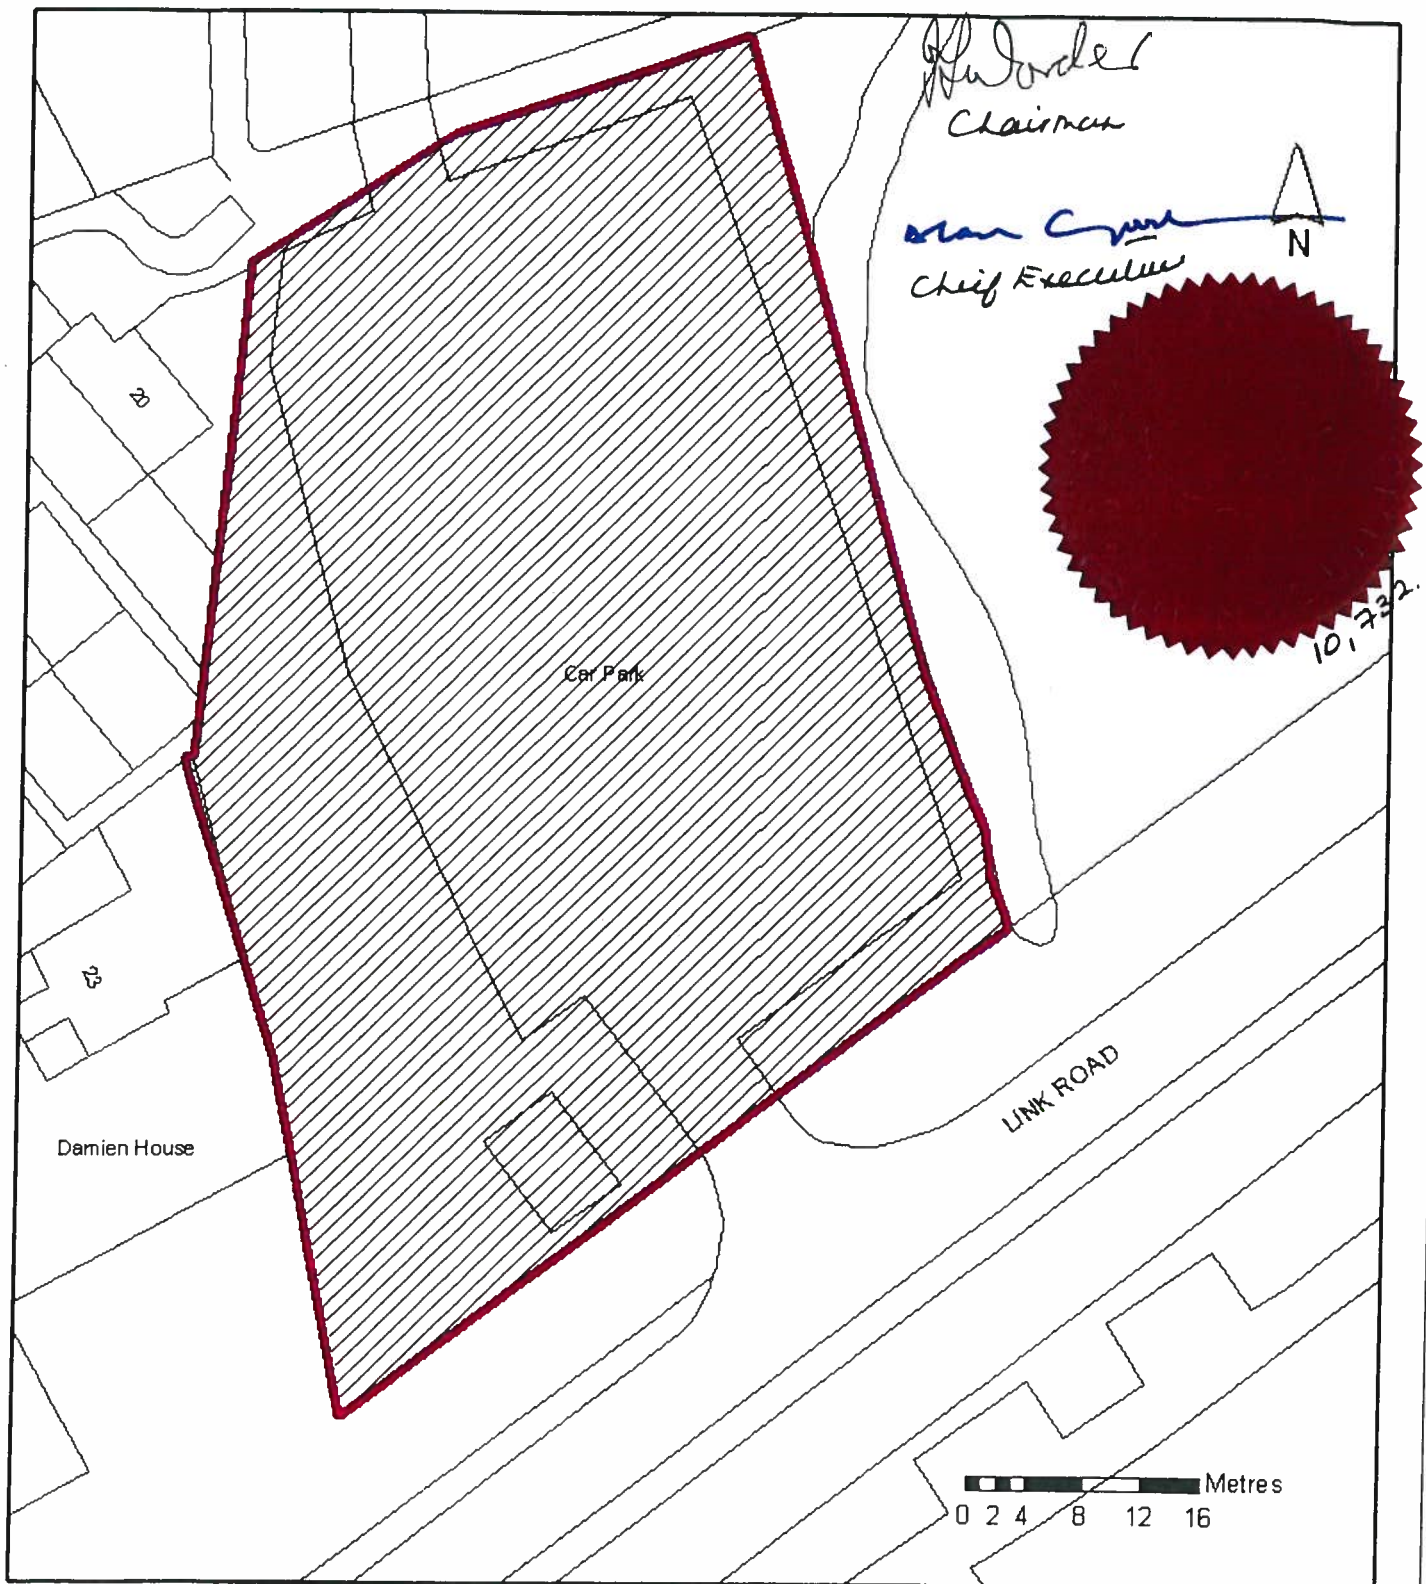 Chairman
N
Chief Executive
20
10,732.
Car Park
23
LINK ROAD
Damien House
Metres
0 2 4 8 12 16